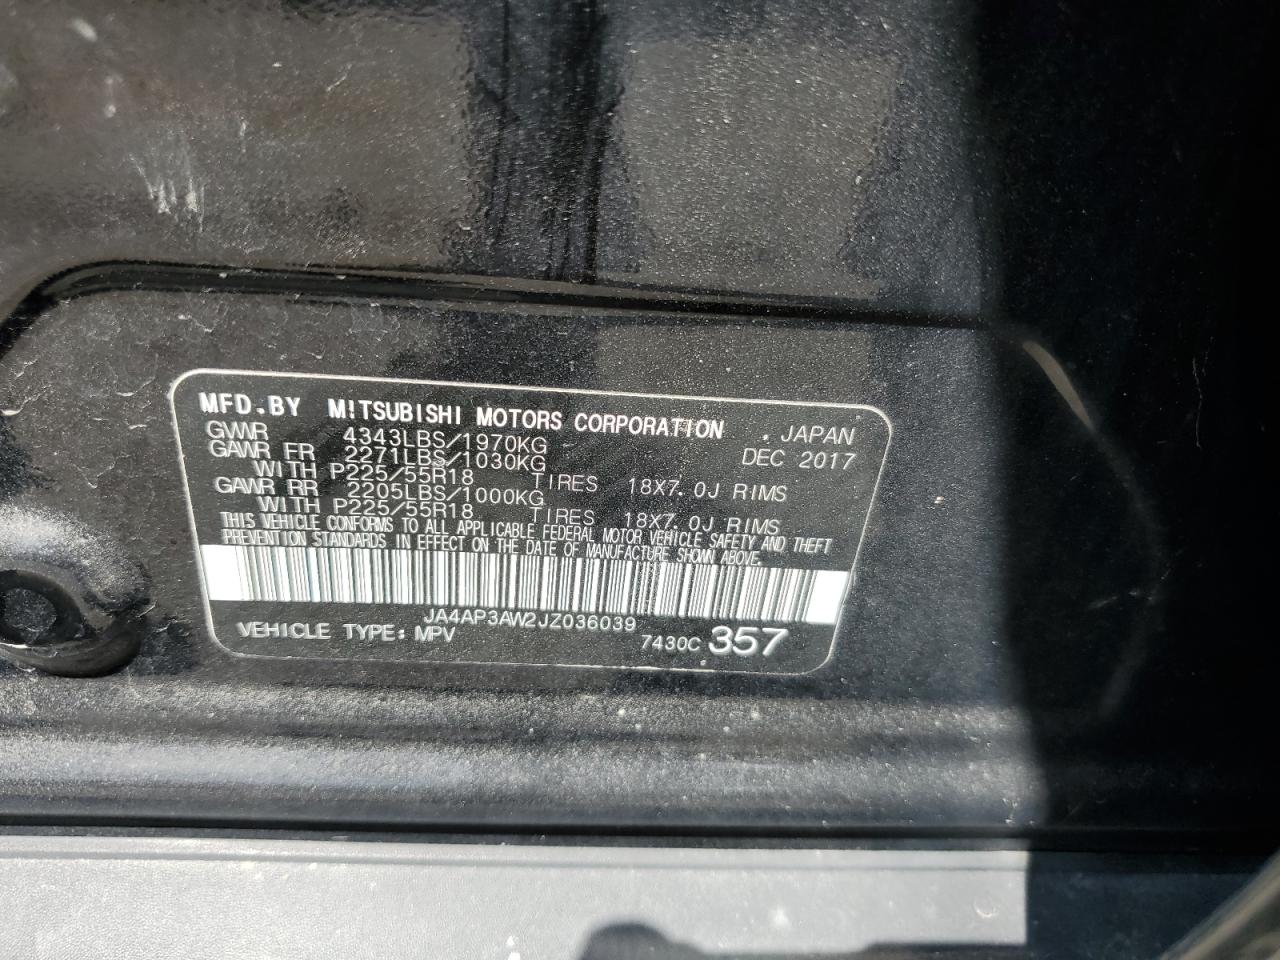 MFD.BY MITSUBISHI MOTORS CORPORATION . JAPAN
GVWR 4343LBS/1970KG DEC 2017
GAWR FR 2271LBS/1030KG
WITH P225/55R18 TIRES 18X7.0J RIMS
GAWR RR 2205LBS/1000KG
WITH P225/55R18 TIRES 18X7.0J RIMS
THIS VEHICLE CONFORMS TO ALL APPLICABLE FEDERAL MOTOR VEHICLE SAFETY AND THEFT
PREVENTION STANDARDS IN EFFECT ON THE DATE OF MANUFACTURE SHOWN ABOVE.
JA4AP3AW2JZ036039
VEHICLE TYPE: MPV 7430C 357